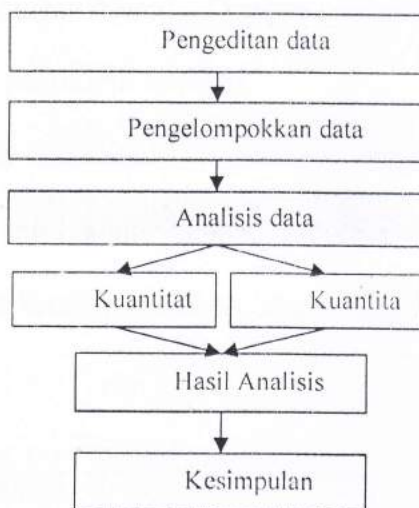 Pengeditan data
Pengelompokkan data
Analisis data
Kuantitat
Kuantita
Hasil Analisis
Kesimpulan